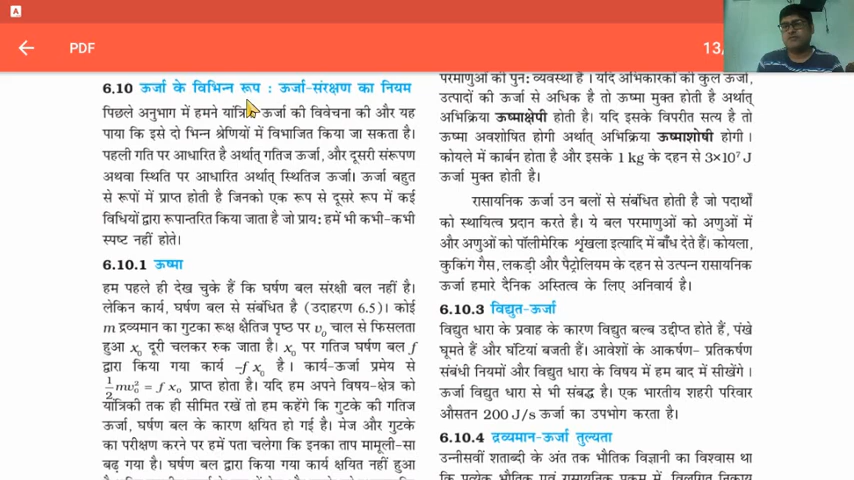 A
PDF
13,
6.10 ऊर्जा के विभिन्न रूप : ऊर्जा-संरक्षण का नियम
पिछले अनुभाग में हमने यांत्रिक ऊर्जा की विवेचना की और यह
पाया कि इसे दो भिन्न श्रेणियों में विभाजित किया जा सकता है।
पहली गति पर आधारित है अर्थात् गतिज ऊर्जा, और दूसरी संरूपण
अथवा स्थिति पर आधारित अर्थात् स्थितिज ऊर्जा। ऊर्जा बहुत
से रूपों में प्राप्त होती है जिनको एक रूप से दूसरे रूप में कई
विधियों द्वारा रूपान्तरित किया जाता है जो प्राय: हमें भी कभी-कभी
स्पष्ट नहीं होते।
6.10.1 ऊष्मा
हम पहले ही देख चुके हैं कि घर्षण बल संरक्षी बल नहीं है।
लेकिन कार्य, घर्षण बल से संबंधित है (उदाहरण 6.5)। कोई
m द्रव्यमान का गुटका रूक्ष क्षैतिज पृष्ठ पर v₀ चाल से फिसलता
हुआ x₀ दूरी चलकर रुक जाता है। x₀ पर गतिज घर्षण बल f
द्वारा किया गया कार्य –f x₀ है । कार्य-ऊर्जा प्रमेय से
½mv₀² = f x₀ प्राप्त होता है। यदि हम अपने विषय-क्षेत्र को
यांत्रिकी तक ही सीमित रखें तो हम कहेंगे कि गुटके की गतिज
ऊर्जा, घर्षण बल के कारण क्षयित हो गई है। मेज और गुटके
का परीक्षण करने पर हमें पता चलेगा कि इनका ताप मामूली-सा
बढ़ गया है। घर्षण बल द्वारा किया गया कार्य क्षयित नहीं हुआ
परमाणुओं की पुन: व्यवस्था है । यदि अभिकारकों की कुल ऊर्जा,
उत्पादों की ऊर्जा से अधिक है तो ऊष्मा मुक्त होती है अर्थात्
अभिक्रिया ऊष्माक्षेपी होती है। यदि इसके विपरीत सत्य है तो
ऊष्मा अवशोषित होगी अर्थात् अभिक्रिया ऊष्माशोषी होगी ।
कोयले में कार्बन होता है और इसके 1 kg के दहन से 3×10⁷ J
ऊर्जा मुक्त होती है।
रासायनिक ऊर्जा उन बलों से संबंधित होती है जो पदार्थों
को स्थायित्व प्रदान करते है। ये बल परमाणुओं को अणुओं में
और अणुओं को पॉलीमेरिक शृंखला इत्यादि में बाँध देते हैं। कोयला,
कुकिंग गैस, लकड़ी और पैट्रोलियम के दहन से उत्पन्न रासायनिक
ऊर्जा हमारे दैनिक अस्तित्व के लिए अनिवार्य है।
6.10.3 विद्युत-ऊर्जा
विद्युत धारा के प्रवाह के कारण विद्युत बल्ब उद्दीप्त होते हैं, पंखे
घूमते हैं और घंटियां बजती हैं। आवेशों के आकर्षण– प्रतिकर्षण
संबंधी नियमों और विद्युत धारा के विषय में हम बाद में सीखेंगे।
ऊर्जा विद्युत धारा से भी संबद्ध है। एक भारतीय शहरी परिवार
औसतन 200 J/s ऊर्जा का उपभोग करता है।
6.10.4 द्रव्यमान-ऊर्जा तुल्यता
उन्नीसवीं शताब्दी के अंत तक भौतिक विज्ञानी का विश्वास था
कि प्रत्येक भौतिक एवं रासायनिक प्रक्रम में, विलगित निकाय